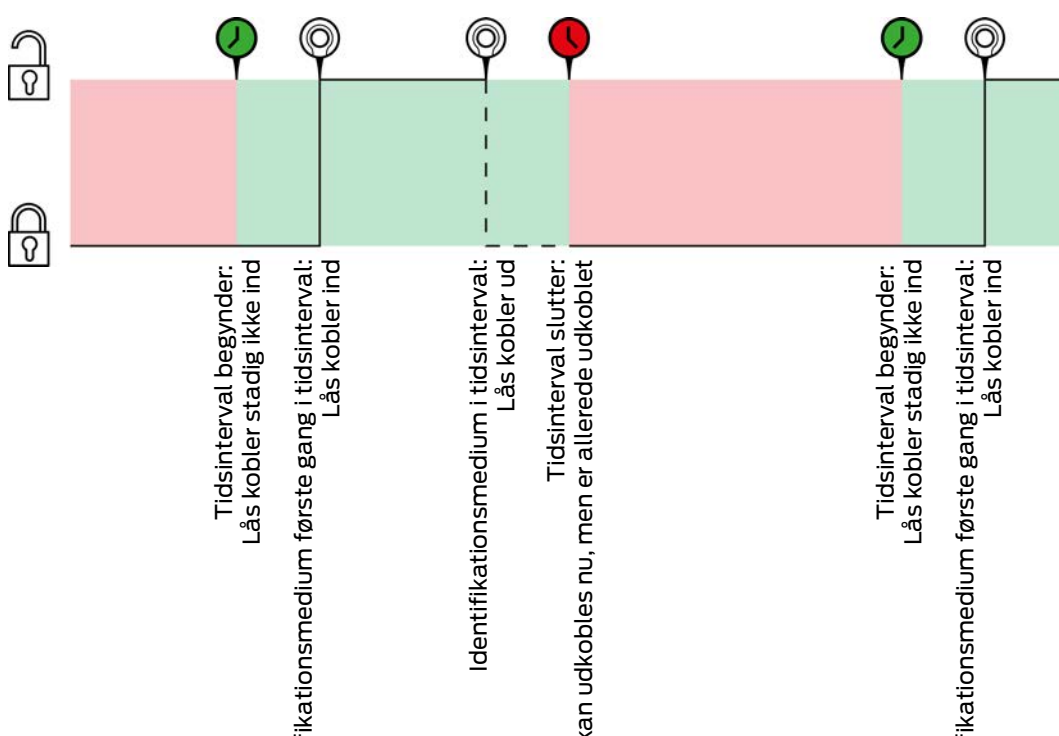 Tidsinterval begynder:
Lås kobler stadig ikke ind
fikationsmedium første gang i tidsinterval:
Lås kobler ind
Identifikationsmedium i tidsinterval:
Lås kobler ud
Tidsinterval slutter:
kan udkobles nu, men er allerede udkoblet
Tidsinterval begynder:
Lås kobler stadig ikke ind
fikationsmedium første gang i tidsinterval:
Lås kobler ind